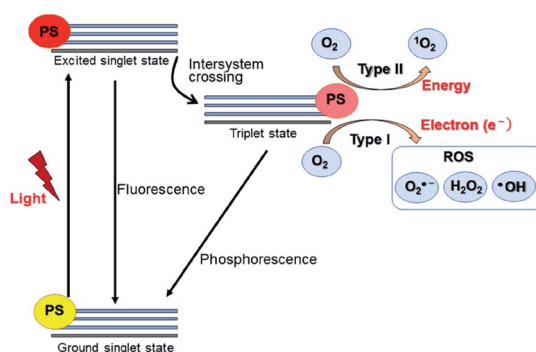 PS
Excited singlet state
Intersystem
crossing
O₂
Type II
¹O₂
Energy
PS
Triplet state
Electron (e⁻)
Type I
O₂
ROS
O₂•⁻
H₂O₂
•OH
Light
Fluorescence
Phosphorescence
PS
Ground singlet state